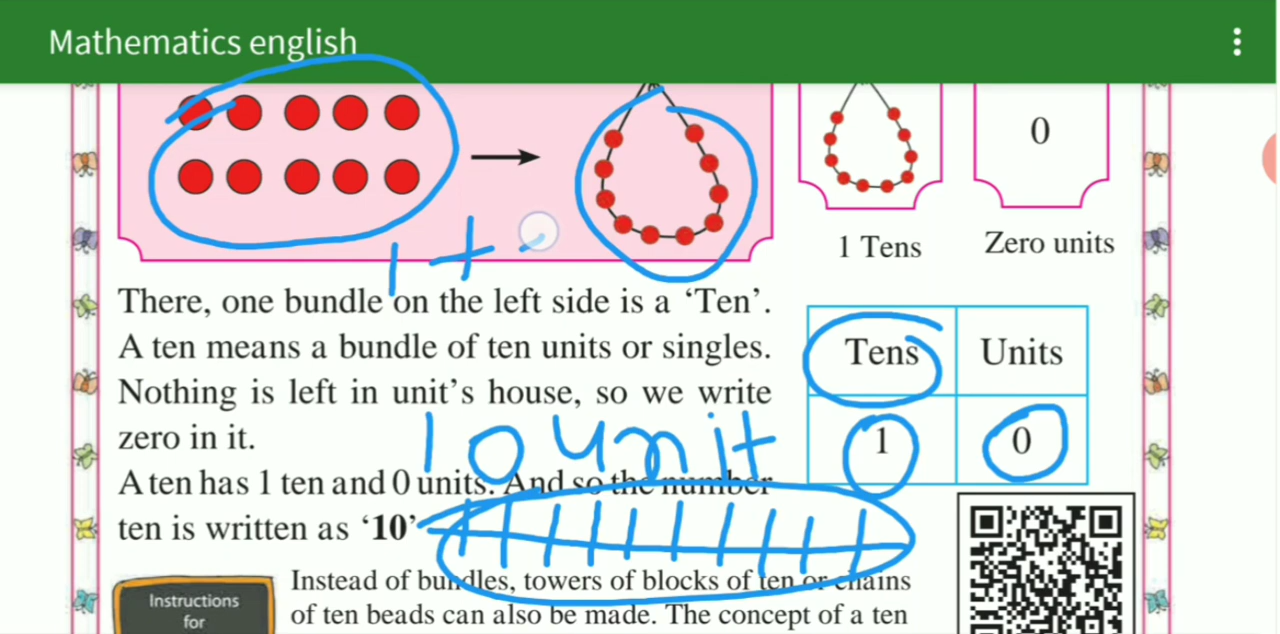 Mathematics english
0
1 Tens
Zero units
1 +
There, one bundle on the left side is a ‘Ten’.
A ten means a bundle of ten units or singles.
Nothing is left in unit’s house, so we write
zero in it.
A ten has 1 ten and 0 units. And so the number
ten is written as ‘10’
Tens Units
1 0
10 unit
Instructions
for
Instead of bundles, towers of blocks of ten or chains
of ten beads can also be made. The concept of a ten